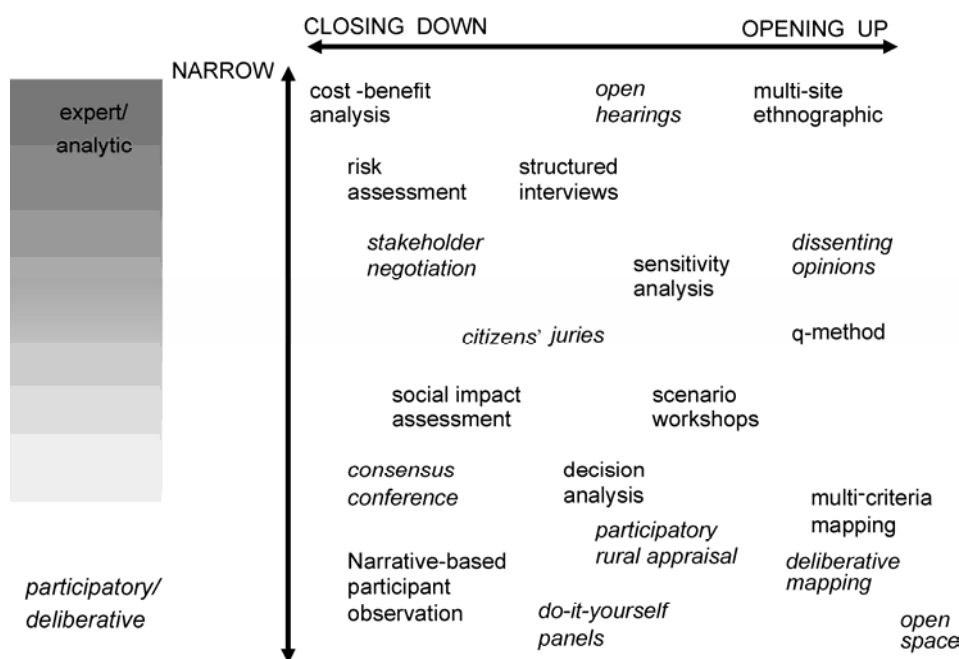 CLOSING DOWN
OPENING UP
NARROW
expert/
analytic
cost -benefit
analysis
open
hearings
multi-site
ethnographic
risk
assessment
structured
interviews
stakeholder
negotiation
sensitivity
analysis
dissenting
opinions
citizens' juries
q-method
social impact
assessment
scenario
workshops
consensus
conference
decision
analysis
multi-criteria
mapping
participatory
rural appraisal
deliberative
mapping
participatory/
deliberative
Narrative-based
participant
observation
do-it-yourself
panels
open
space